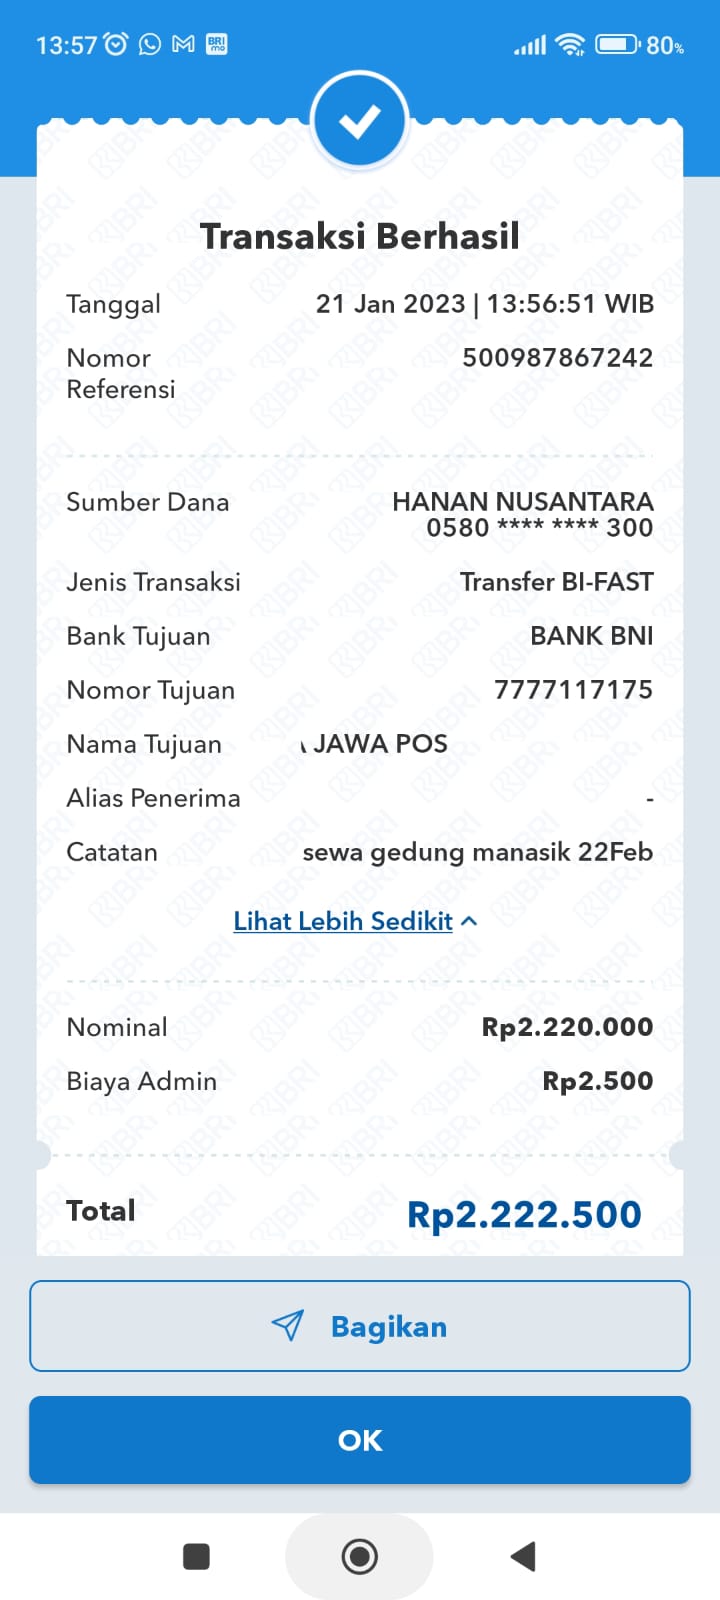 13:57
80%
Transaksi Berhasil
Tanggal 21 Jan 2023 | 13:56:51 WIB
Nomor Referensi 500987867242
Sumber Dana HANAN NUSANTARA
0580 **** **** 300
Jenis Transaksi Transfer BI-FAST
Bank Tujuan BANK BNI
Nomor Tujuan 7777117175
Nama Tujuan JAWA POS
Alias Penerima -
Catatan sewa gedung manasik 22Feb
Lihat Lebih Sedikit
Nominal Rp2.220.000
Biaya Admin Rp2.500
Total Rp2.222.500
Bagikan
OK